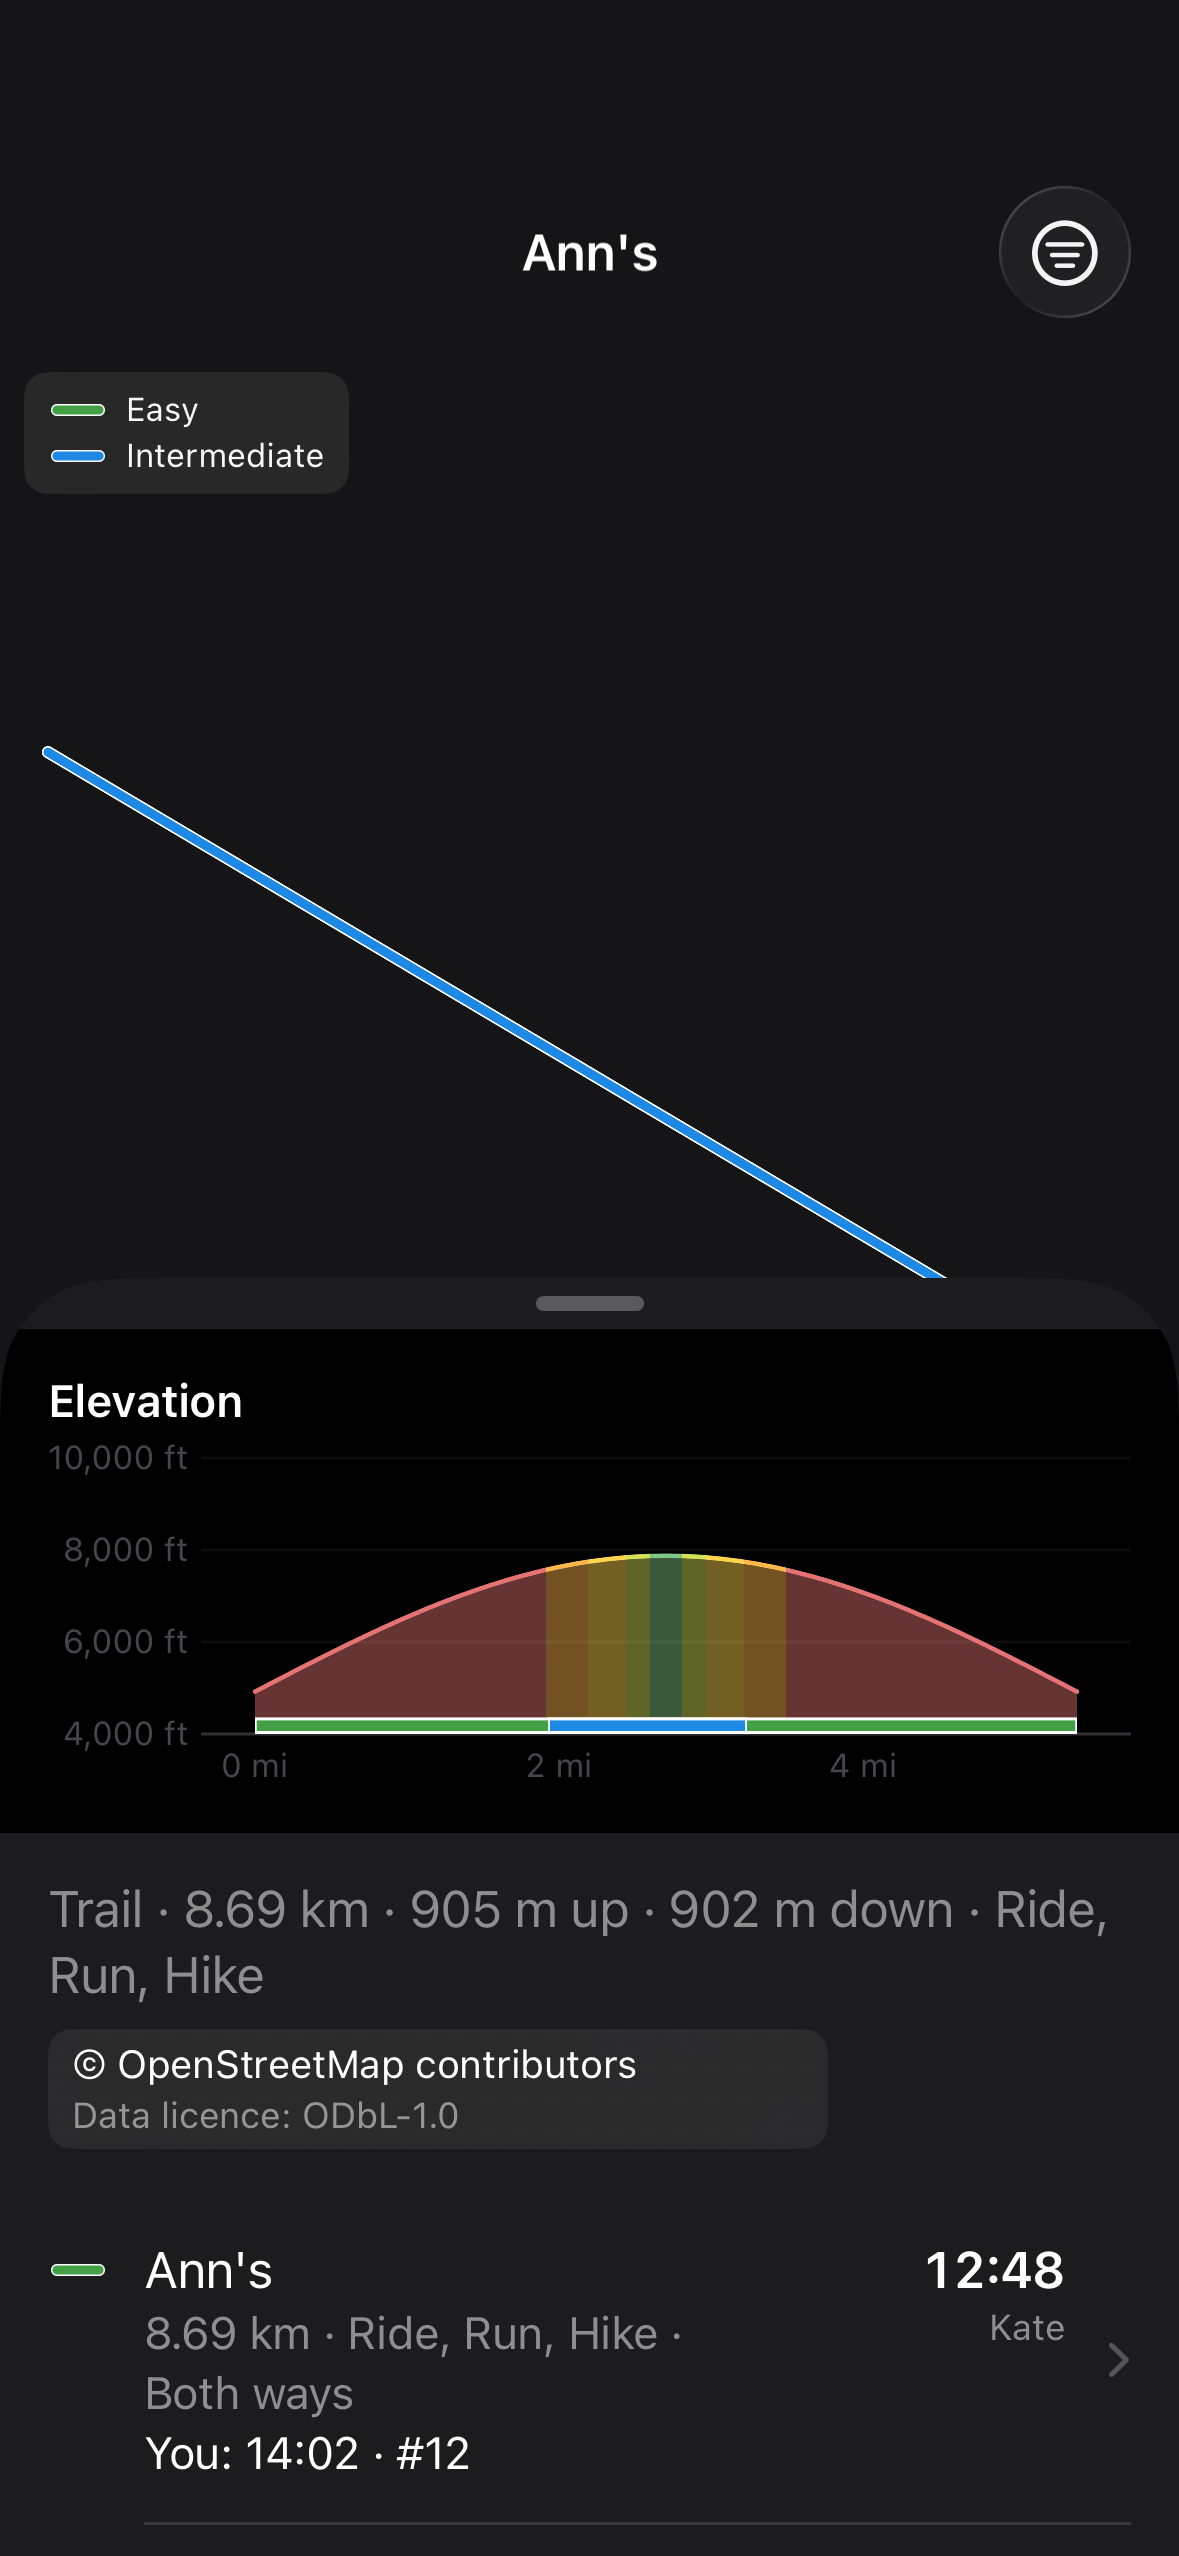 Ann's
Easy
Intermediate
Elevation
10,000 ft
8,000 ft
6,000 ft
4,000 ft
0 mi
2 mi
4 mi
Trail · 8.69 km · 905 m up · 902 m down · Ride,
Run, Hike
© OpenStreetMap contributors
Data licence: ODbL-1.0
Ann's
12:48
8.69 km · Ride, Run, Hike ·
Kate
Both ways
You: 14:02 · #12